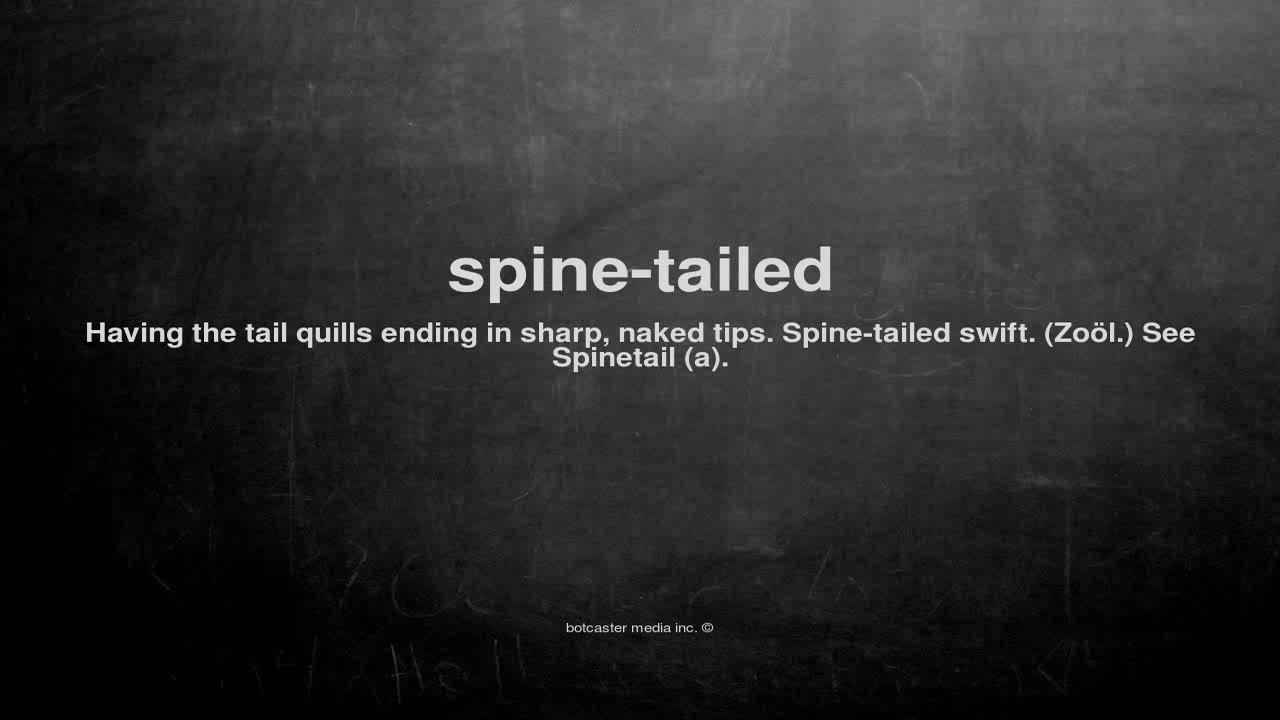 spine-tailed
Having the tail quills ending in sharp, naked tips. Spine-tailed swift. (Zoöl.) See
Spinetail (a).
botcaster media inc. ©